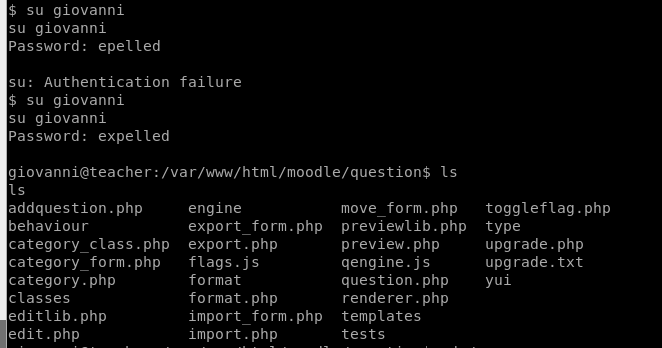 $ su giovanni
su giovanni
Password: epelled
su: Authentication failure
$ su giovanni
su giovanni
Password: expelled
giovanni@teacher:/var/www/html/moodle/question$ ls
ls
addquestion.php engine move_form.php toggleflag.php
behaviour export_form.php previewlib.php type
category_class.php export.php preview.php upgrade.php
category_form.php flags.js qengine.js upgrade.txt
category.php format question.php yui
classes format.php renderer.php
editlib.php import_form.php templates
edit.php import.php tests